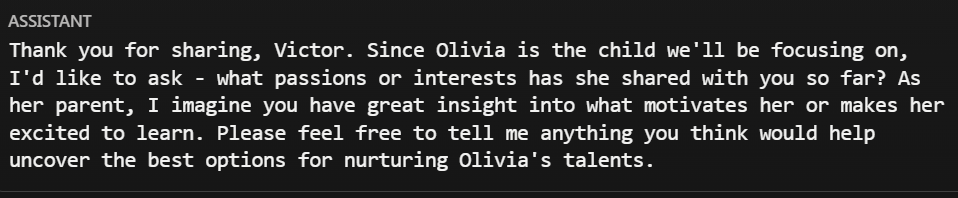 ASSISTANT
Thank you for sharing, Victor. Since Olivia is the child we'll be focusing on,
I'd like to ask - what passions or interests has she shared with you so far? As
her parent, I imagine you have great insight into what motivates her or makes her
excited to learn. Please feel free to tell me anything you think would help
uncover the best options for nurturing Olivia's talents.